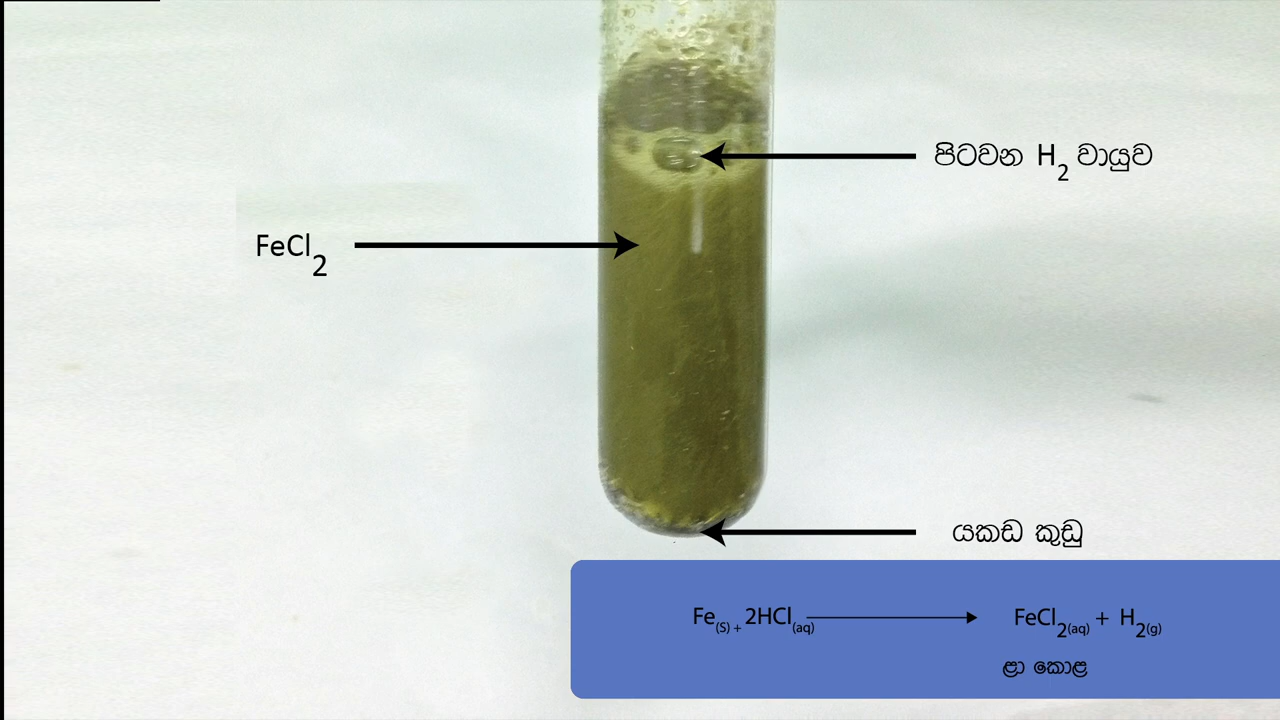 පිටවන H₂ වායුව
FeCl₂
යකඩ කුඩු
Fe(S) + 2HCl(aq) ⟶ FeCl₂(aq) + H₂(g)
ළා කොළ